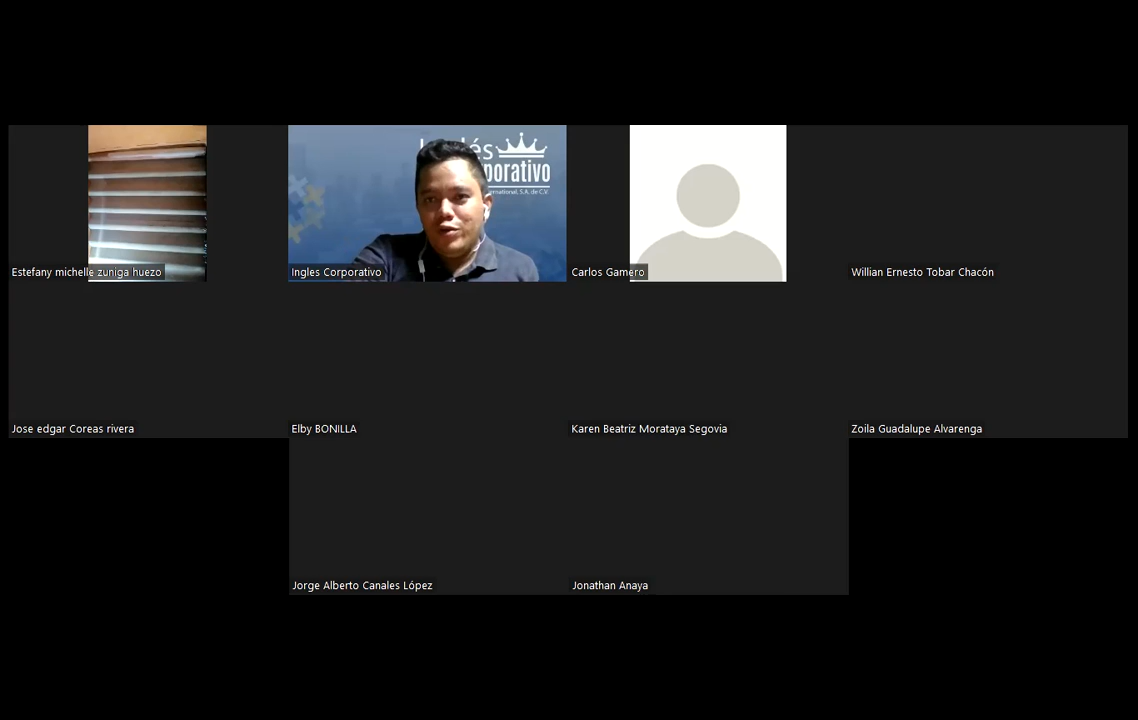 porativo
Estefany michelle zuniga huezo
Ingles Corporativo
Carlos Gamero
Willian Ernesto Tobar Chacón
Jose edgar Coreas rivera
Elby BONILLA
Karen Beatriz Morataya Segovia
Zoila Guadalupe Alvarenga
Jorge Alberto Canales López
Jonathan Anaya